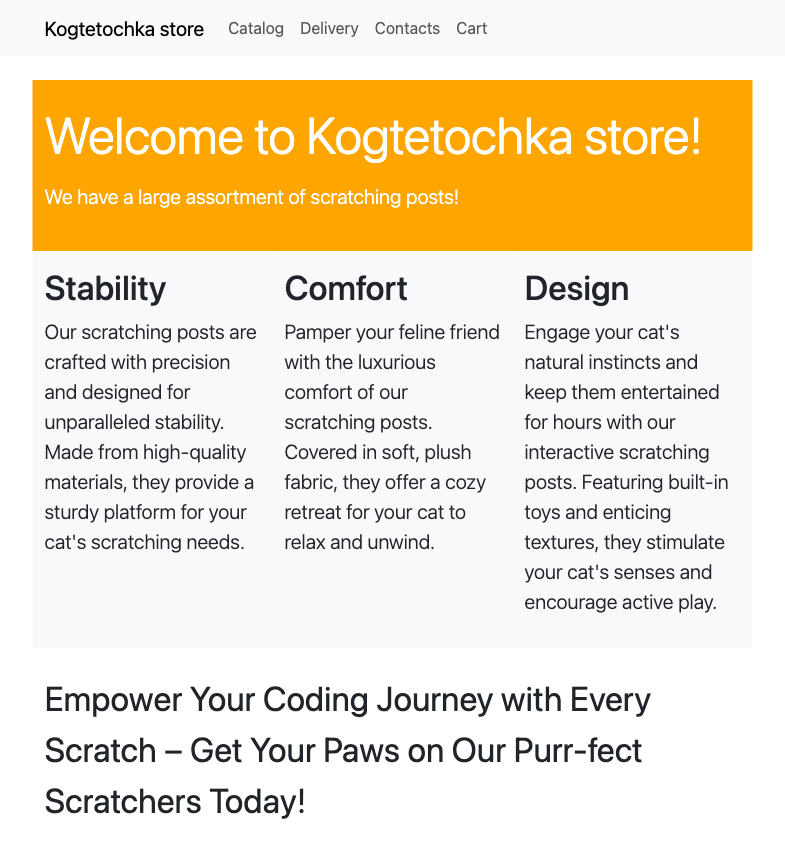 Kogtetochka store Catalog Delivery Contacts Cart
Welcome to Kogtetochka store!
We have a large assortment of scratching posts!
Stability
Our scratching posts are
crafted with precision
and designed for
unparalleled stability.
Made from high-quality
materials, they provide a
sturdy platform for your
cat's scratching needs.
Comfort
Pamper your feline friend
with the luxurious
comfort of our
scratching posts.
Covered in soft, plush
fabric, they offer a cozy
retreat for your cat to
relax and unwind.
Design
Engage your cat's
natural instincts and
keep them entertained
for hours with our
interactive scratching
posts. Featuring built-in
toys and enticing
textures, they stimulate
your cat's senses and
encourage active play.
Empower Your Coding Journey with Every
Scratch – Get Your Paws on Our Purr-fect
Scratchers Today!